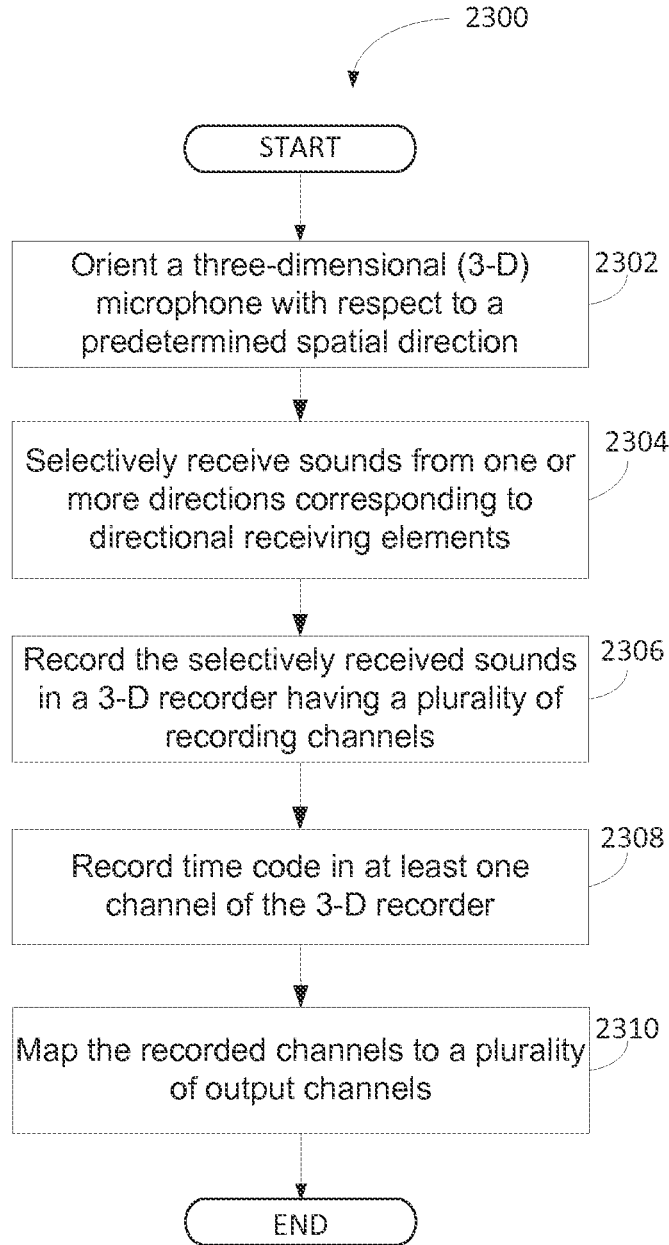 2300
START
Orient a three-dimensional (3-D)
microphone with respect to a
predetermined spatial direction
2302
Selectively receive sounds from one or
more directions corresponding to
directional receiving elements
2304
Record the selectively received sounds
in a 3-D recorder having a plurality of
recording channels
2306
Record time code in at least one
channel of the 3-D recorder
2308
Map the recorded channels to a plurality
of output channels
2310
END